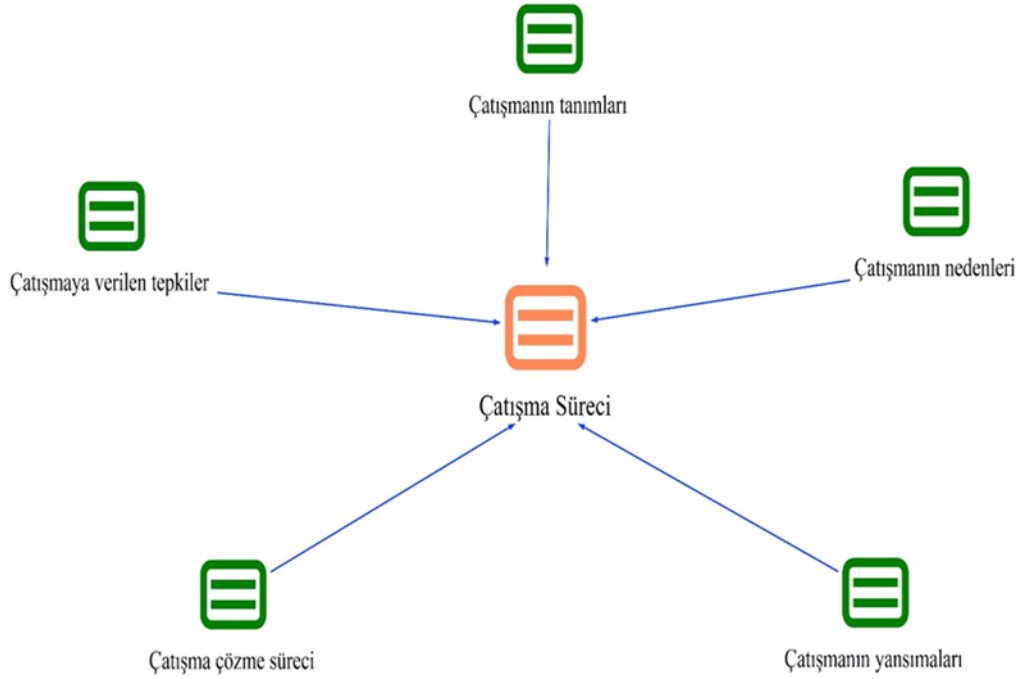 Çatışmanın tanımları
Çatışmanın nedenleri
Çatışmaya verilen tepkiler
Çatışma Süreci
Çatışma çözme süreci
Çatışmanın yansımaları